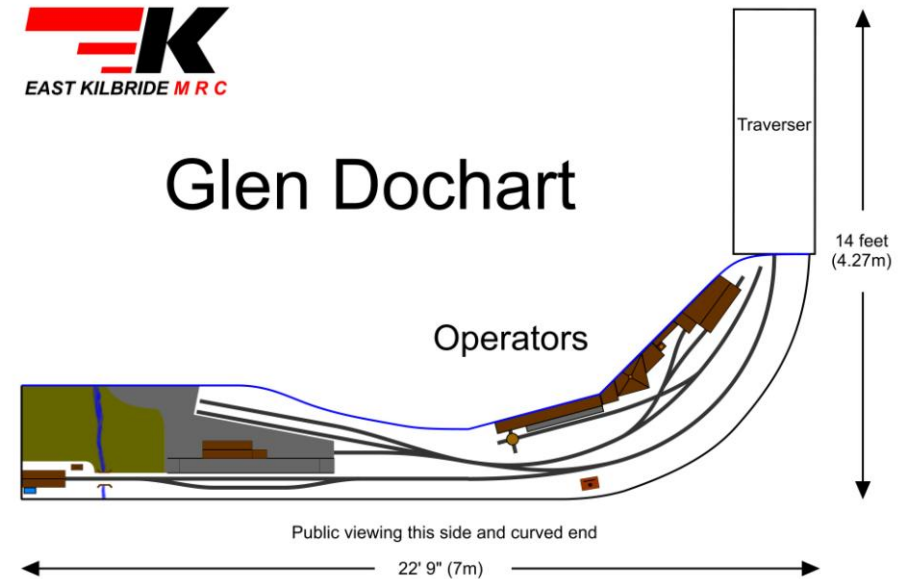 EK
EAST KILBRIDE M R C
Glen Dochart
Traverser
14 feet
(4.27m)
Operators
Public viewing this side and curved end
22' 9" (7m)